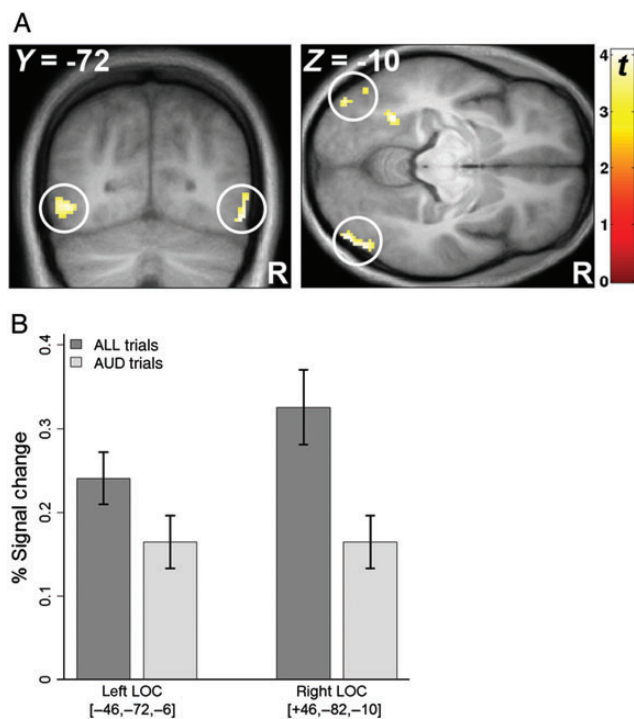 A
Y = -72
R
Z = -10
R
t
4
3
2
1
0
B
ALL trials
AUD trials
% Signal change
0.4
0.3
0.2
0.1
0
Left LOC
[−46,−72,−6]
Right LOC
[+46,−82,−10]